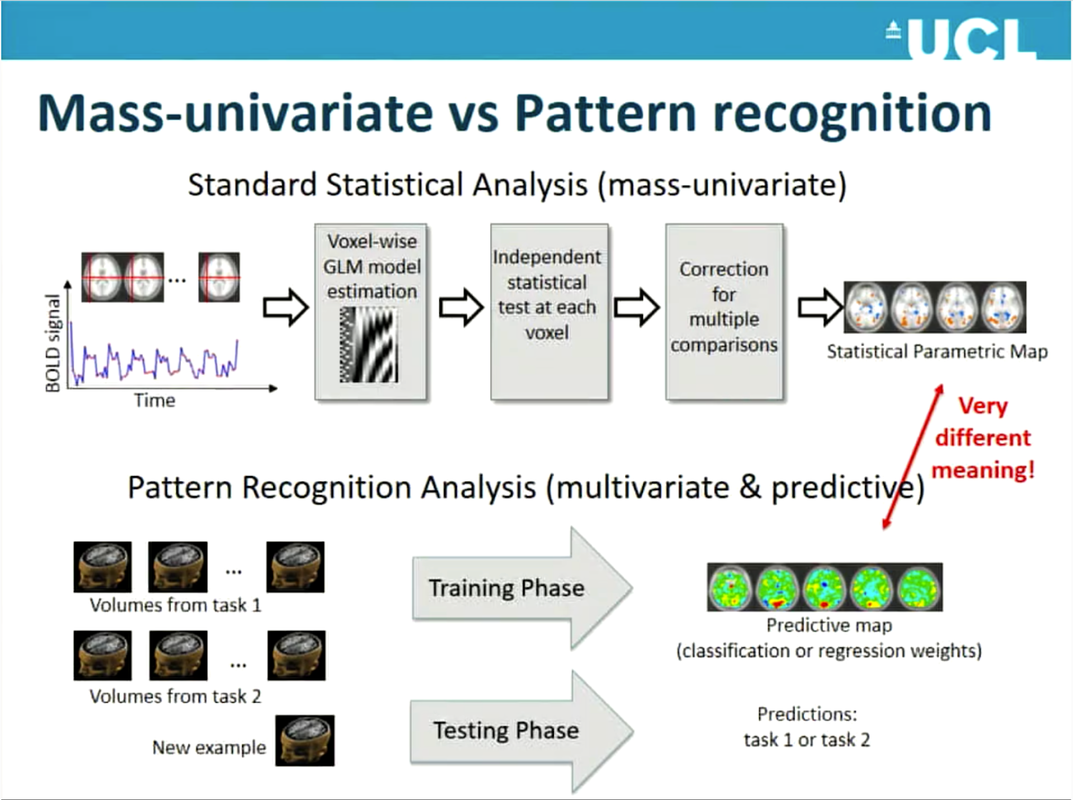 UCL
Mass-univariate vs Pattern recognition
Standard Statistical Analysis (mass-univariate)
BOLD signal
Time
...
Voxel-wise
GLM model
estimation
Independent
statistical
test at each
voxel
Correction
for
multiple
comparisons
Statistical Parametric Map
Very
different
meaning!
Pattern Recognition Analysis (multivariate & predictive)
...
Volumes from task 1
...
Volumes from task 2
New example
Training Phase
Testing Phase
Predictive map
(classification or regression weights)
Predictions:
task 1 or task 2